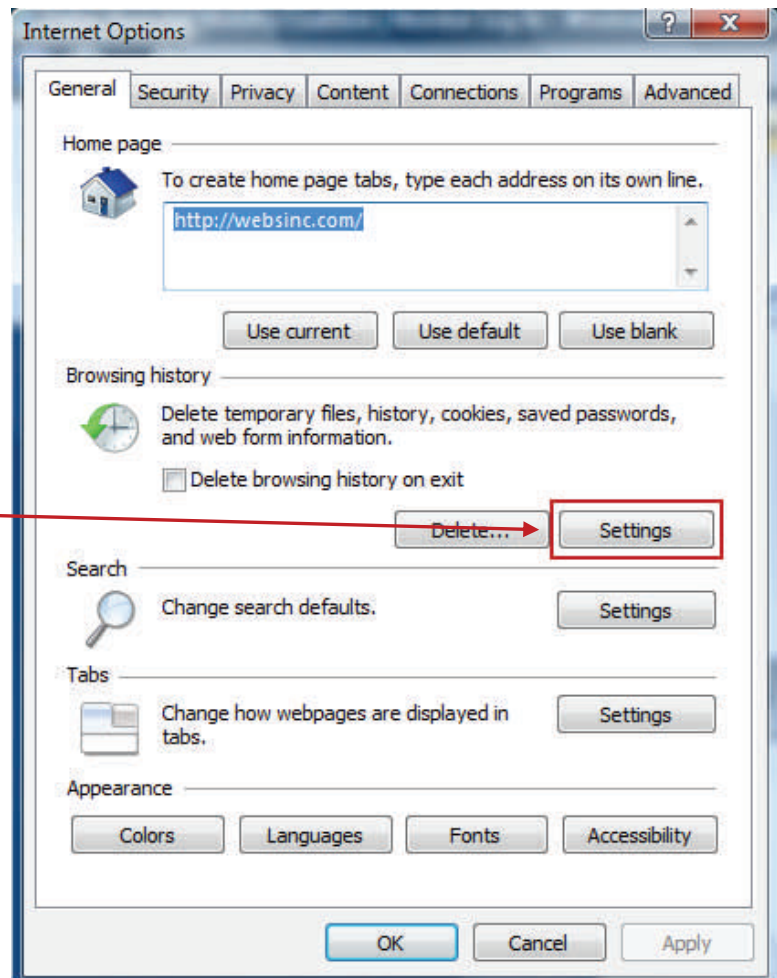 Internet Options
?
X
General Security Privacy Content Connections Programs Advanced
Home page
To create home page tabs, type each address on its own line.
http://websinc.com/
Use current Use default Use blank
Browsing history
Delete temporary files, history, cookies, saved passwords,
and web form information.
Delete browsing history on exit
Delete... Settings
Search
Change search defaults. Settings
Tabs
Change how webpages are displayed in
tabs.
Settings
Appearance
Colors Languages Fonts Accessibility
OK Cancel Apply